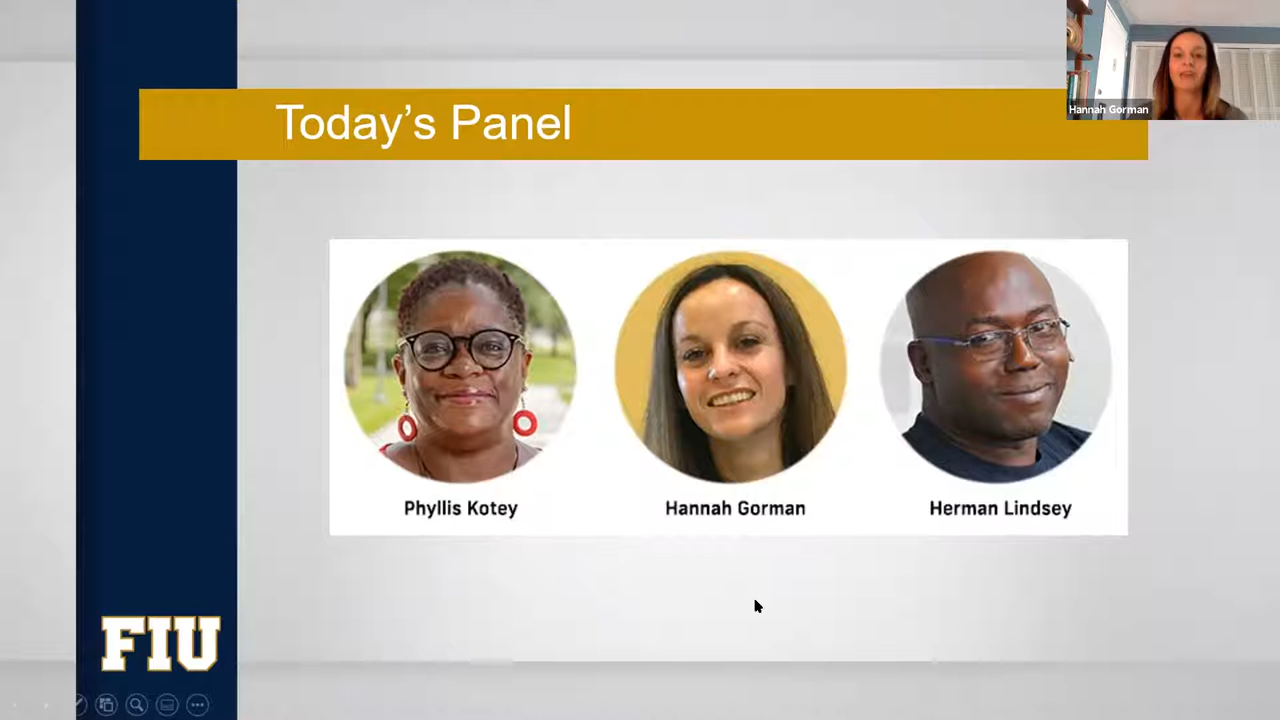 Today's Panel
Hannah Gorman
Phyllis Kotey
Hannah Gorman
Herman Lindsey
FIU